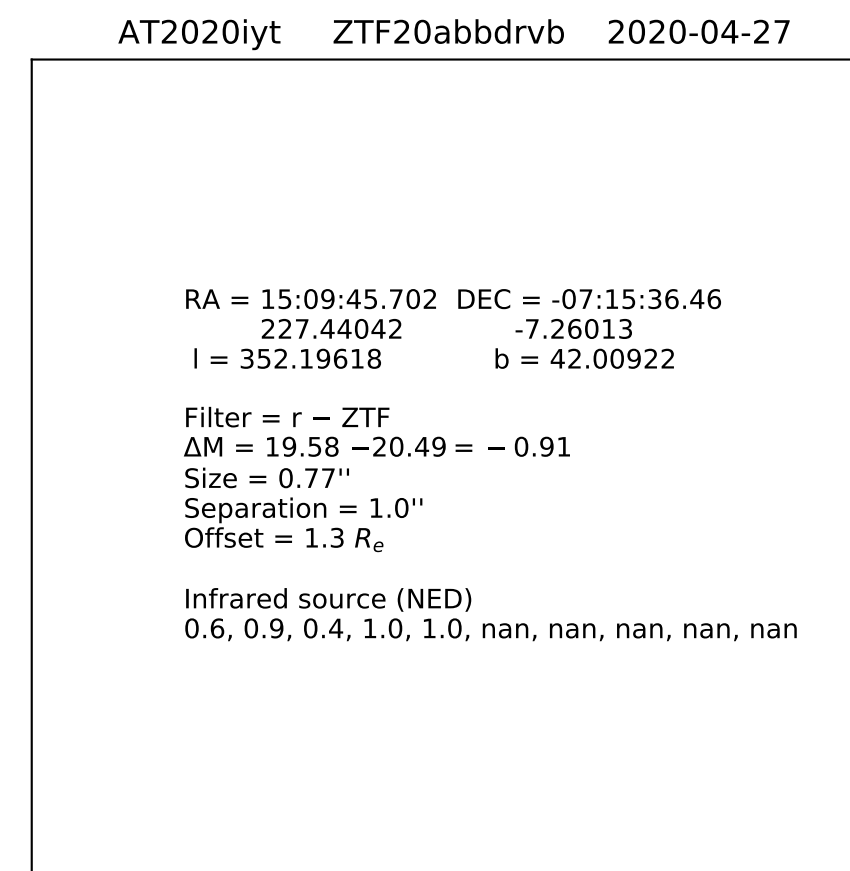 AT2020iyt ZTF20abbdrvb 2020-04-27
RA = 15:09:45.702 DEC = -07:15:36.46
227.44042 -7.26013
l = 352.19618 b = 42.00922
Filter = r − ZTF
ΔM = 19.58 −20.49 = − 0.91
Size = 0.77''
Separation = 1.0''
Offset = 1.3 Rₑ
Infrared source (NED)
0.6, 0.9, 0.4, 1.0, 1.0, nan, nan, nan, nan, nan